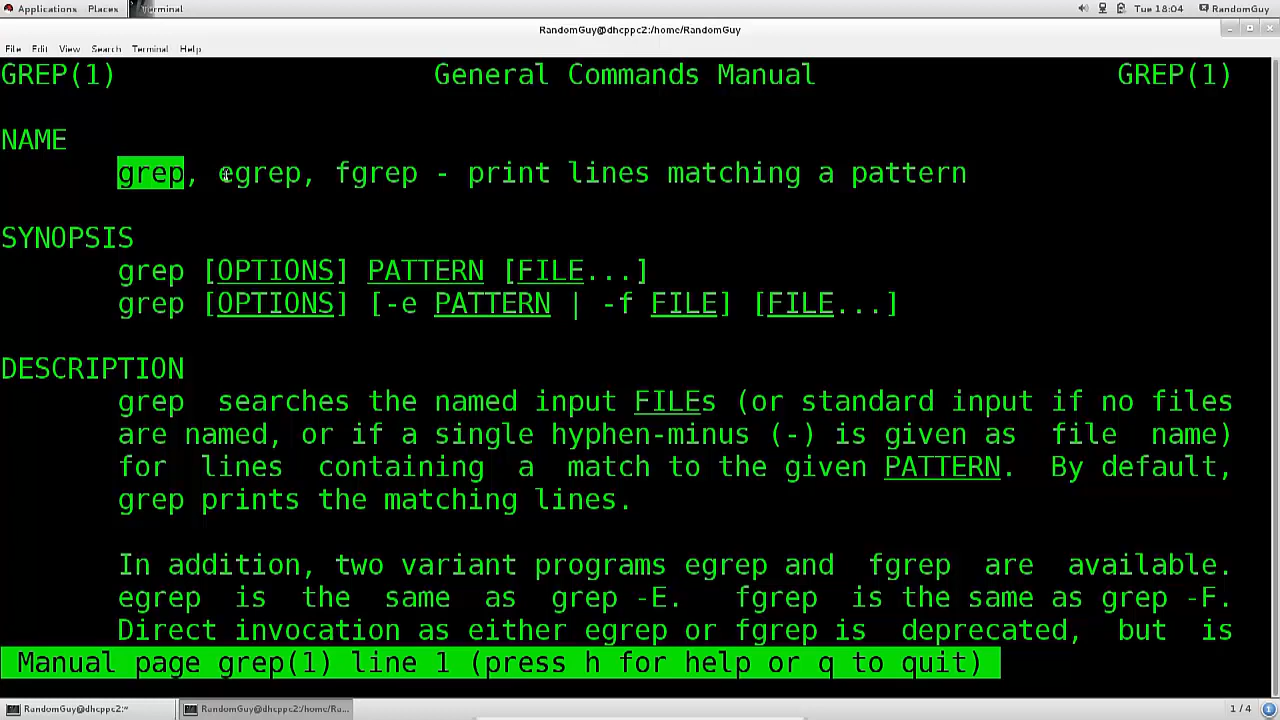 Applications Places Terminal Tue 18:04 RandomGuy
RandomGuy@dhcppc2:/home/RandomGuy
File Edit View Search Terminal Help
GREP(1) General Commands Manual GREP(1)
NAME
grep, egrep, fgrep - print lines matching a pattern
SYNOPSIS
grep [OPTIONS] PATTERN [FILE...]
grep [OPTIONS] [-e PATTERN | -f FILE] [FILE...]
DESCRIPTION
grep searches the named input FILEs (or standard input if no files
are named, or if a single hyphen-minus (-) is given as file name)
for lines containing a match to the given PATTERN. By default,
grep prints the matching lines.
In addition, two variant programs egrep and fgrep are available.
egrep is the same as grep -E. fgrep is the same as grep -F.
Direct invocation as either egrep or fgrep is deprecated, but is
Manual page grep(1) line 1 (press h for help or q to quit)
RandomGuy@dhcppc2:~ RandomGuy@dhcppc2:/home/Ra... 1 / 4 1